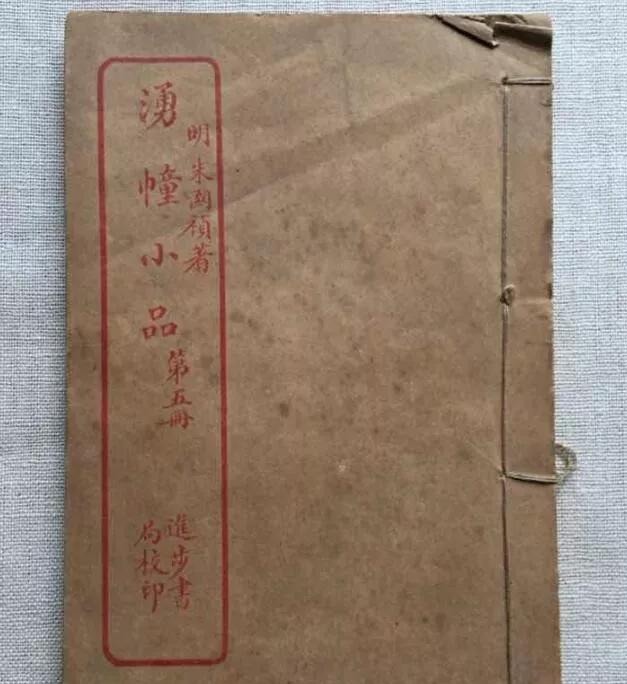 明朱國禎著
湧幢小品
第五冊
進步書
局校印